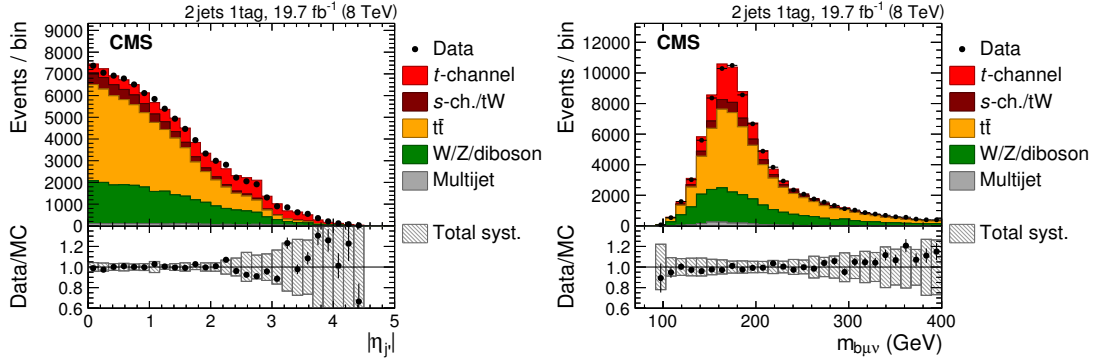 2jets 1tag, 19.7 fb⁻¹ (8 TeV)
CMS
Events / bin
9000
8000
7000
6000
5000
4000
3000
2000
1000
0
Data
t-channel
s-ch./tW
tt̄
W/Z/diboson
Multijet
Total syst.
Data/MC
1.2
1.0
0.8
0.6
0 1 2 3 4 5
|ηj'|
2jets 1tag, 19.7 fb⁻¹ (8 TeV)
CMS
Events / bin
12000
10000
8000
6000
4000
2000
0
Data
t-channel
s-ch./tW
tt̄
W/Z/diboson
Multijet
Total syst.
Data/MC
1.2
1.0
0.8
0.6
100 200 300 400
mbμν (GeV)